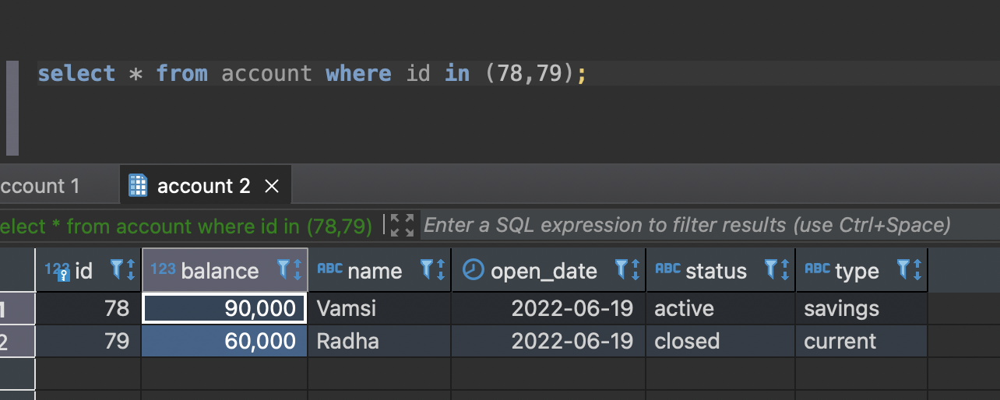 select * from account where id in (78,79);
ccount 1 account 2
elect * from account where id in (78,79) Enter a SQL expression to filter results (use Ctrl+Space)
123 id 123 balance ABC name open_date ABC status ABC type
1 78 90,000 Vamsi 2022-06-19 active savings
2 79 60,000 Radha 2022-06-19 closed current